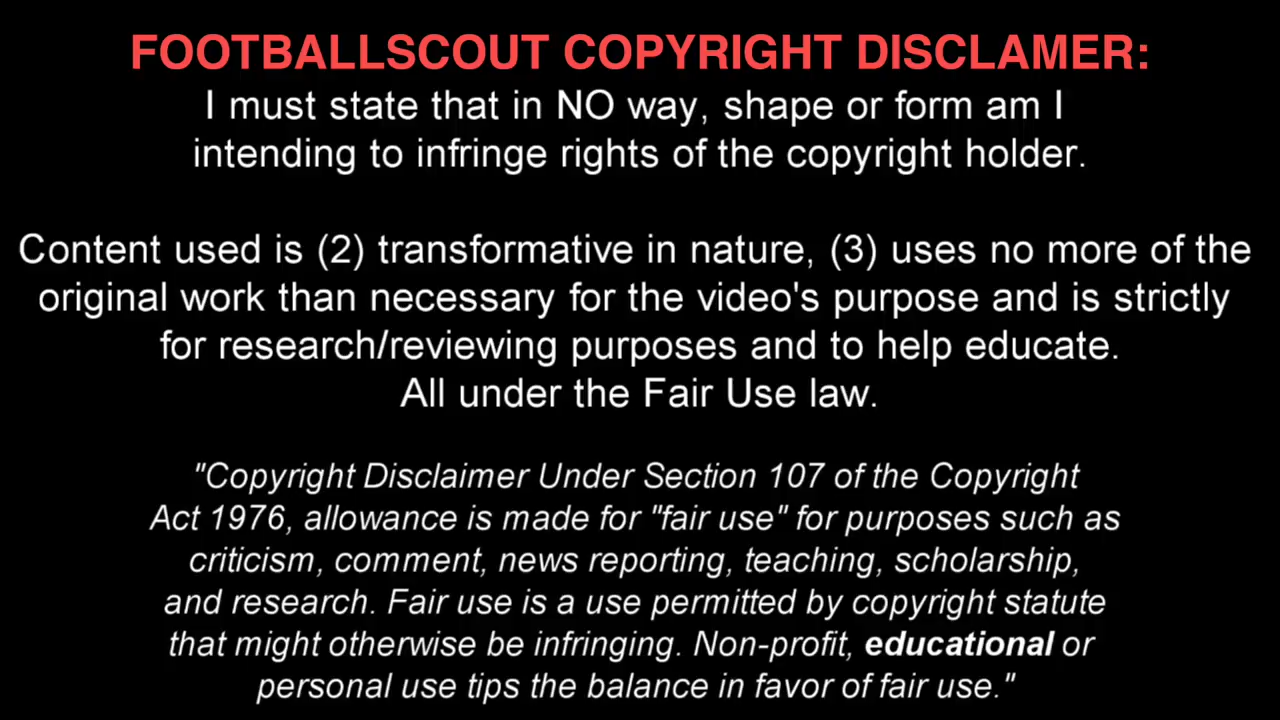 FOOTBALLSCOUT COPYRIGHT DISCLAMER:
I must state that in NO way, shape or form am I
intending to infringe rights of the copyright holder.
Content used is (2) transformative in nature, (3) uses no more of the
original work than necessary for the video's purpose and is strictly
for research/reviewing purposes and to help educate.
All under the Fair Use law.
"Copyright Disclaimer Under Section 107 of the Copyright
Act 1976, allowance is made for "fair use" for purposes such as
criticism, comment, news reporting, teaching, scholarship,
and research. Fair use is a use permitted by copyright statute
that might otherwise be infringing. Non-profit, educational or
personal use tips the balance in favor of fair use."